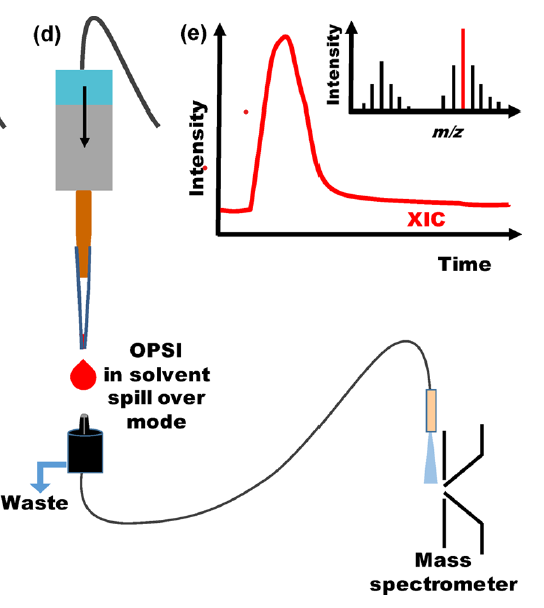 (d)
(e)
Intensity
Intensity
m/z
XIC
Time
OPSI
in solvent
spill over
mode
Waste
Mass
spectrometer